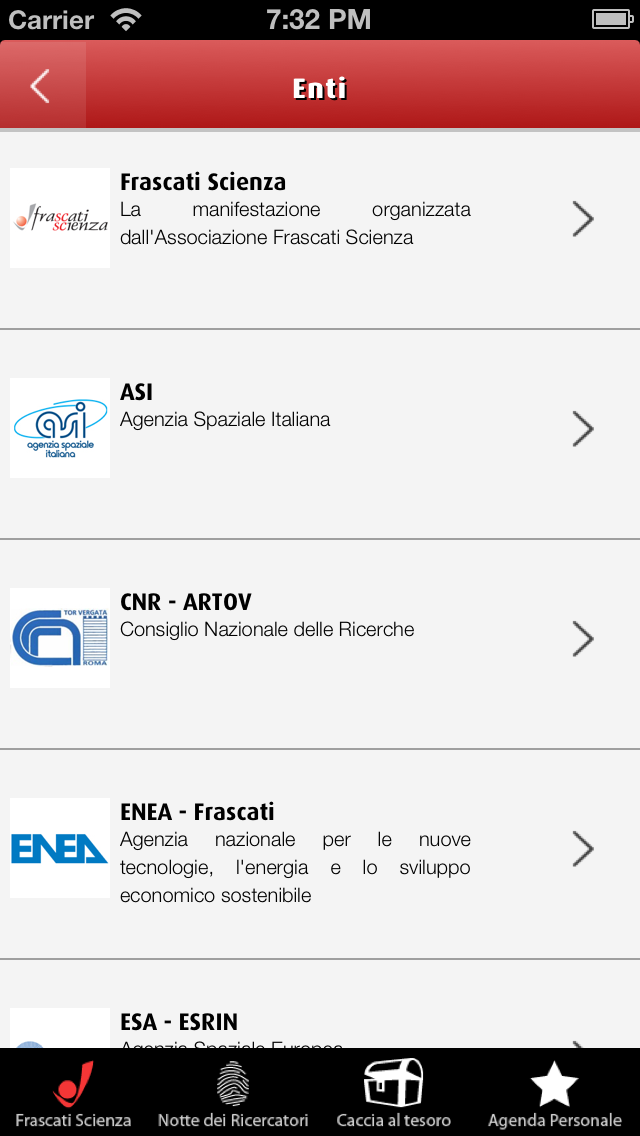 Carrier 7:32 PM
Enti
frascati
scienza
Frascati Scienza
La manifestazione organizzata
dall'Associazione Frascati Scienza
asi
agenzia spaziale
italiana
ASI
Agenzia Spaziale Italiana
TOR VERGATA
ROMA
CNR - ARTOV
Consiglio Nazionale delle Ricerche
ENEA
ENEA - Frascati
Agenzia nazionale per le nuove
tecnologie, l'energia e lo sviluppo
economico sostenibile
ESA - ESRIN
Agenzia Spaziale Europea
Frascati Scienza
Notte dei Ricercatori
Caccia al tesoro
Agenda Personale